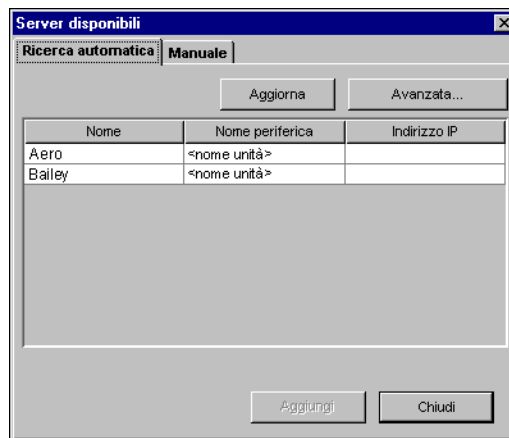 Server disponibili
Ricerca automatica Manuale
Aggiorna Avanzata...
Nome Nome periferica Indirizzo IP
Aero <nome unità>
Bailey <nome unità>
Aggiungi Chiudi